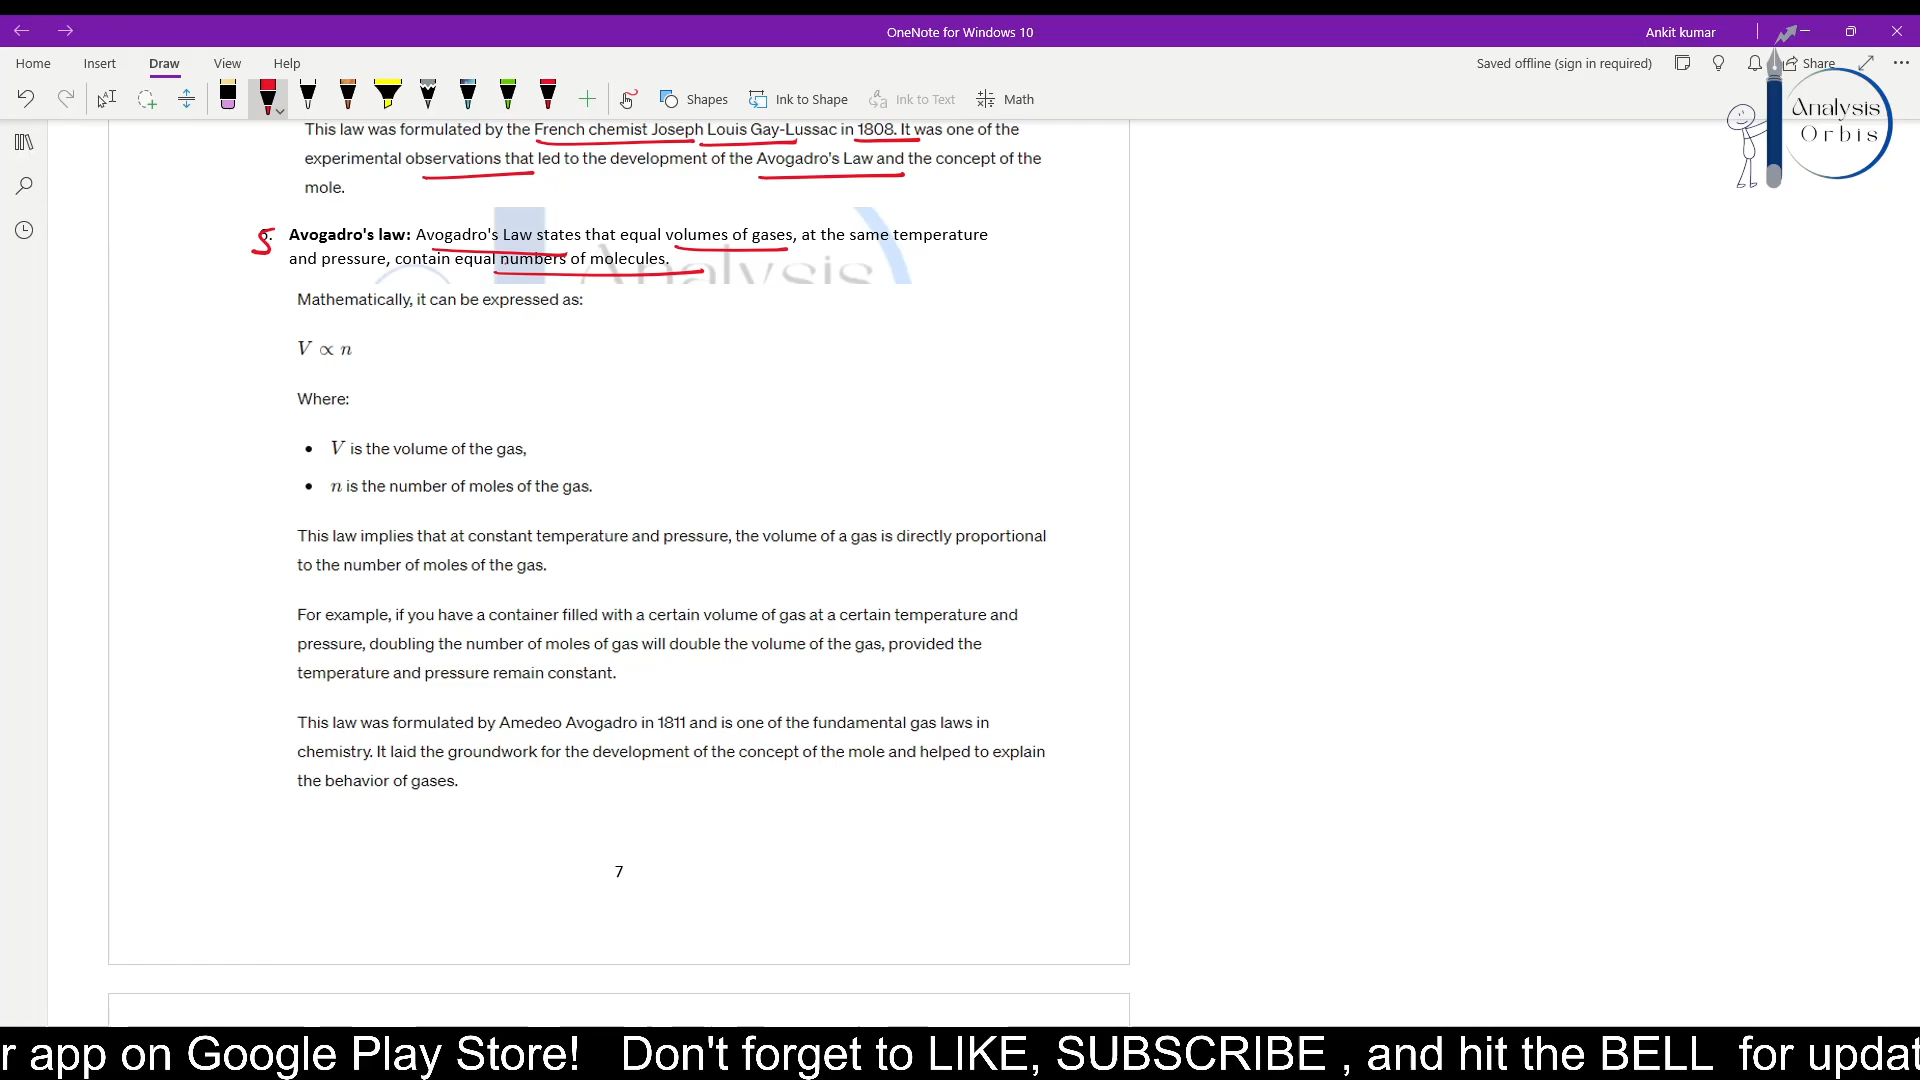 OneNote for Windows 10
Ankit kumar
Home Insert Draw View Help
Saved offline (sign in required)
Share
Shapes
Ink to Shape
Ink to Text
Math
Analysis
Orbis
This law was formulated by the French chemist Joseph Louis Gay-Lussac in 1808. It was one of the
experimental observations that led to the development of the Avogadro's Law and the concept of the
mole.
5
Avogadro's law: Avogadro's Law states that equal volumes of gases, at the same temperature
and pressure, contain equal numbers of molecules.
Analysis
Mathematically, it can be expressed as:
V ∝ n
Where:
• V is the volume of the gas,
• n is the number of moles of the gas.
This law implies that at constant temperature and pressure, the volume of a gas is directly proportional
to the number of moles of the gas.
For example, if you have a container filled with a certain volume of gas at a certain temperature and
pressure, doubling the number of moles of gas will double the volume of the gas, provided the
temperature and pressure remain constant.
This law was formulated by Amedeo Avogadro in 1811 and is one of the fundamental gas laws in
chemistry. It laid the groundwork for the development of the concept of the mole and helped to explain
the behavior of gases.
7
r app on Google Play Store! Don't forget to LIKE, SUBSCRIBE , and hit the BELL for updat